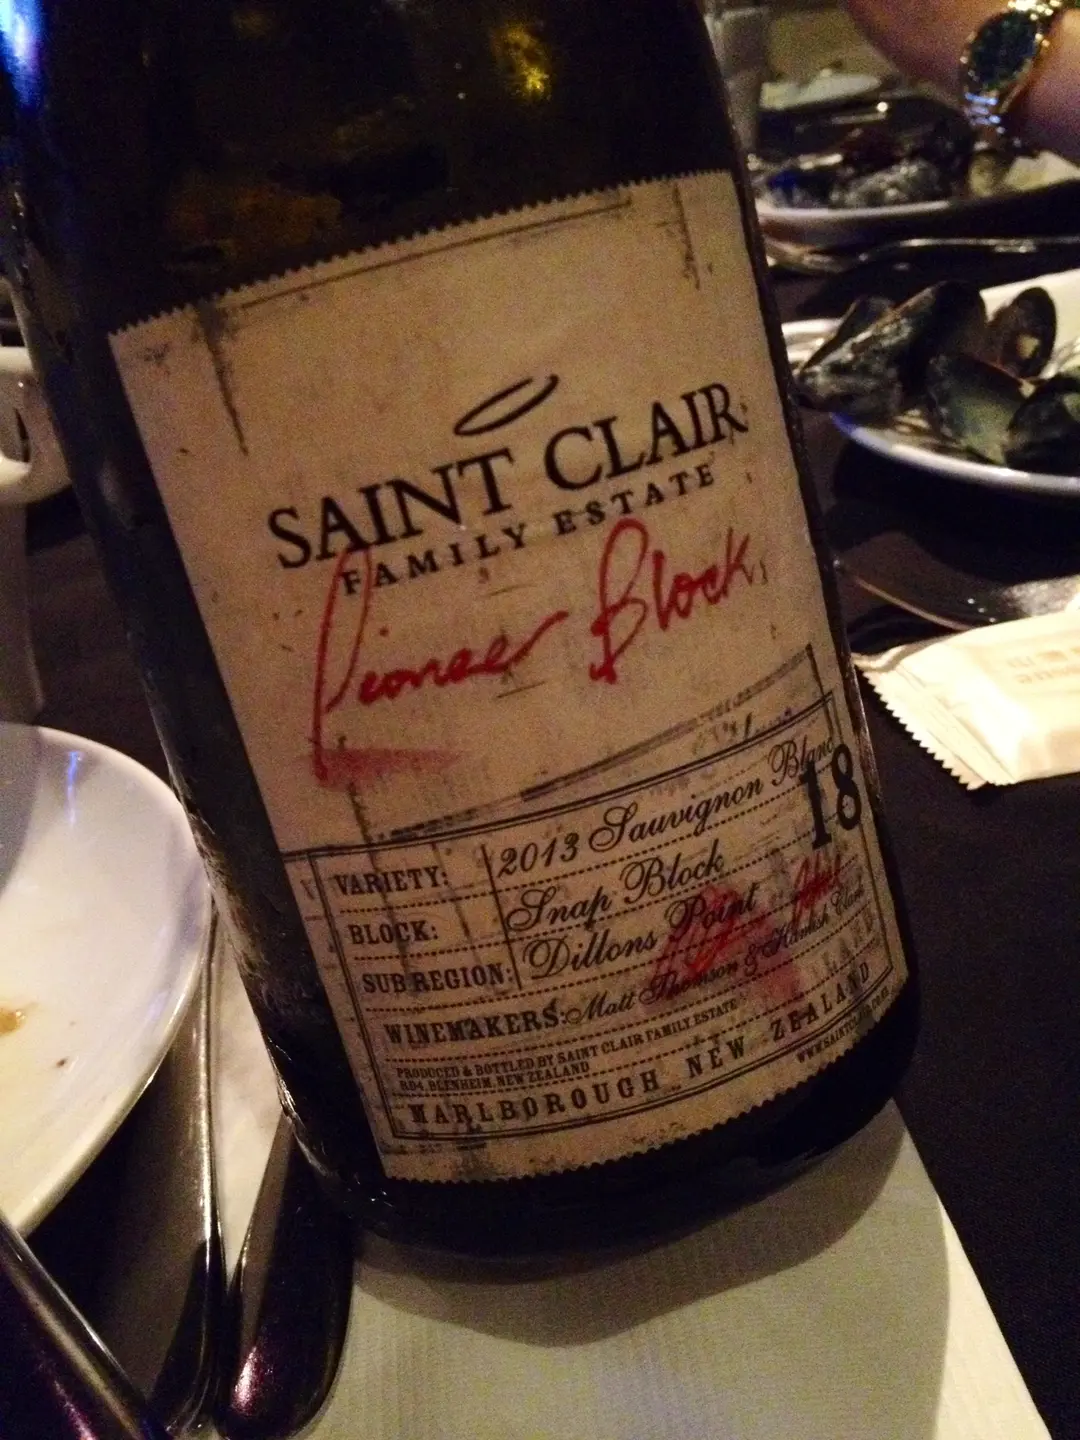 SAINT CLAIR
FAMILY ESTATE
Pioneer Block
18
VARIETY: 2013 Sauvignon Blanc
BLOCK: Snap Block
SUB REGION: Dillons Point
WINEMAKERS: Matt Thomson & Hamish Clark
PRODUCED & BOTTLED BY SAINT CLAIR FAMILY ESTATE
RD4, BLENHEIM, NEW ZEALAND
MARLBOROUGH NEW ZEALAND